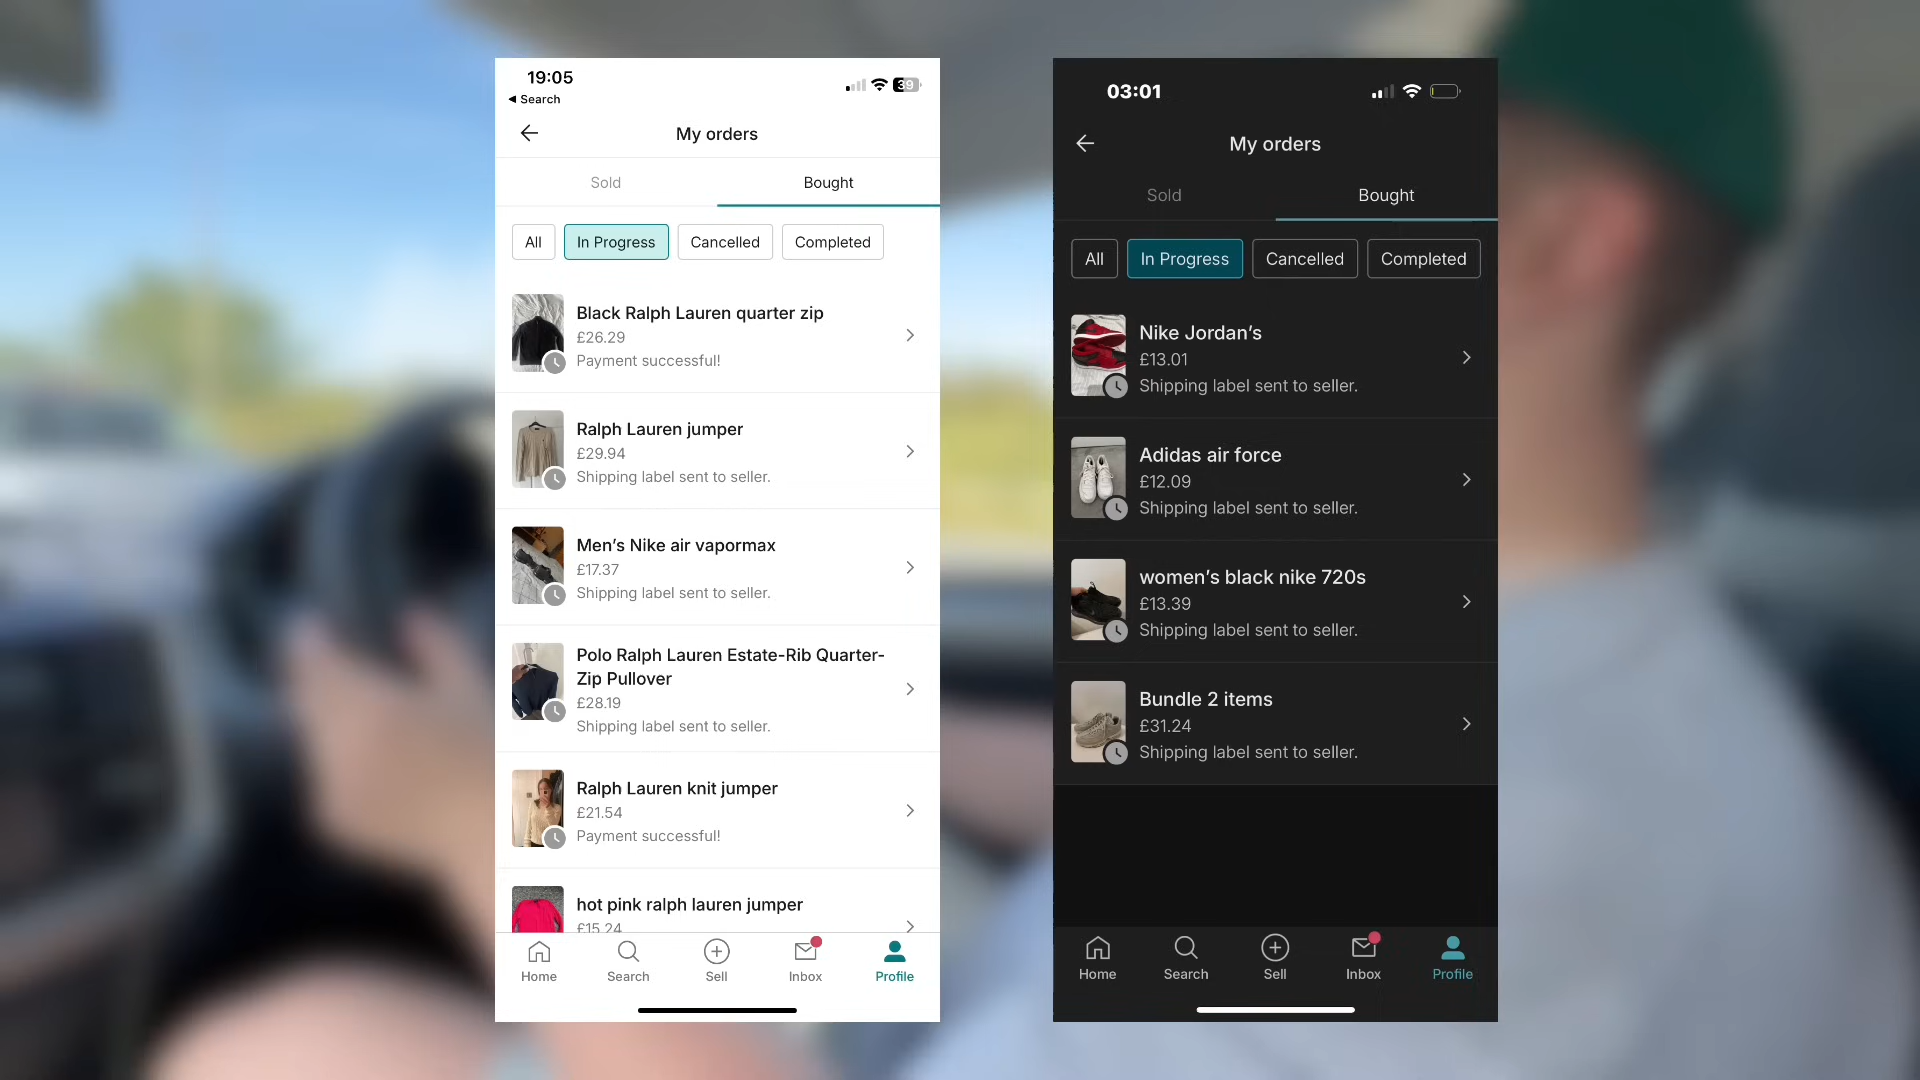 19:05
39
◀ Search
My orders
Sold
Bought
All
In Progress
Cancelled
Completed
Black Ralph Lauren quarter zip
£26.29
Payment successful!
Ralph Lauren jumper
£29.94
Shipping label sent to seller.
Men’s Nike air vapormax
£17.37
Shipping label sent to seller.
Polo Ralph Lauren Estate-Rib Quarter-
Zip Pullover
£28.19
Shipping label sent to seller.
Ralph Lauren knit jumper
£21.54
Payment successful!
hot pink ralph lauren jumper
£15.24
Home
Search
Sell
Inbox
Profile
03:01
My orders
Sold
Bought
All
In Progress
Cancelled
Completed
Nike Jordan’s
£13.01
Shipping label sent to seller.
Adidas air force
£12.09
Shipping label sent to seller.
women’s black nike 720s
£13.39
Shipping label sent to seller.
Bundle 2 items
£31.24
Shipping label sent to seller.
Home
Search
Sell
Inbox
Profile